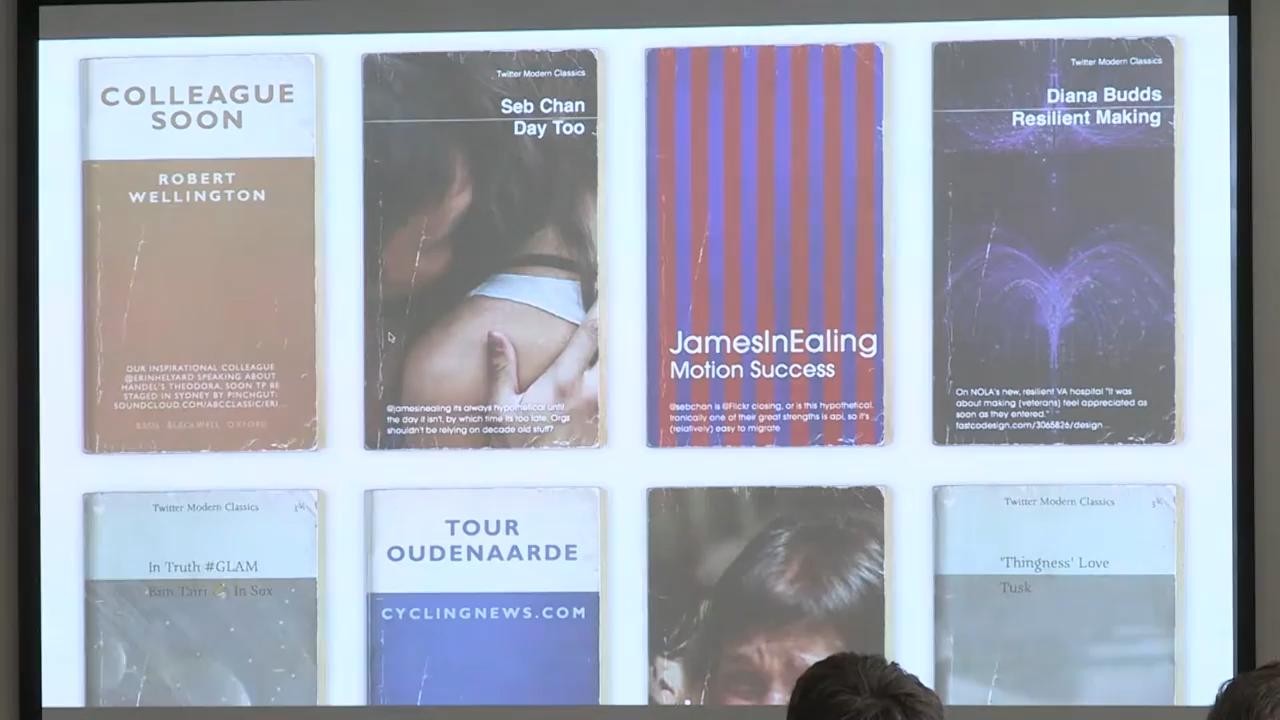 COLLEAGUE
SOON
ROBERT
WELLINGTON
OUR INSPIRATIONAL COLLEAGUE
@ERINHELYARD SPEAKING ABOUT
HANDEL'S THEODORA, SOON TP BE
STAGED IN SYDNEY BY PINCHGUT:
SOUNDCLOUD.COM/ABCCLASSIC/ERI...
BASIL BLACKWELL OXFORD
Twitter Modern Classics
Seb Chan
Day Too
@jamesinealing its always hypothetical until
the day it isn't, by which time its too late. Orgs
shouldn't be relying on decade old stuff?
JamesInEaling
Motion Success
@sebchan is @Flickr closing, or is this hypothetical.
Ironically one of their great strengths is api, so it's
(relatively) easy to migrate
Twitter Modern Classics
Diana Budds
Resilient Making
On NOLA's new, resilient VA hospital "It was
about making (veterans) feel appreciated as
soon as they entered."
fastcodesign.com/3065826/design...
Twitter Modern Classics
In Truth #GLAM
In Sox
TOUR
OUDENAARDE
CYCLINGNEWS.COM
Twitter Modern Classics
'Thingness' Love
Tusk